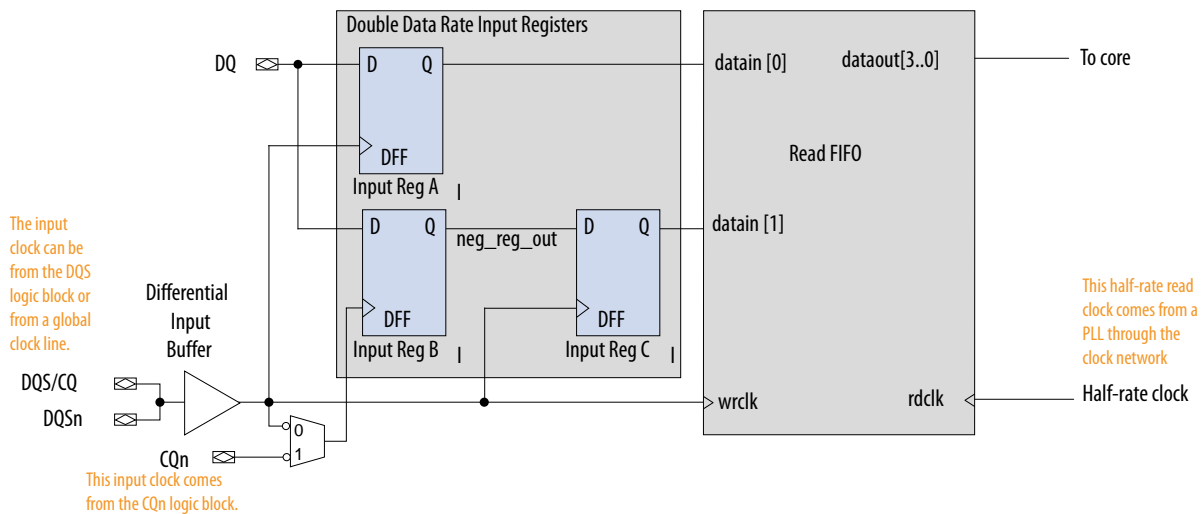 Double Data Rate Input Registers
DQ
D Q
DFF
Input Reg A
I
datain [0]
dataout[3..0]
To core
Read FIFO
The input
clock can be
from the DQS
logic block or
from a global
clock line.
D Q
DFF
Input Reg B
I
neg_reg_out
D Q
DFF
Input Reg C
I
datain [1]
Differential
Input
Buffer
This half-rate read
clock comes from a
PLL through the
clock network
DQS/CQ
DQSn
wrclk
rdclk
Half-rate clock
0
1
CQn
This input clock comes
from the CQn logic block.